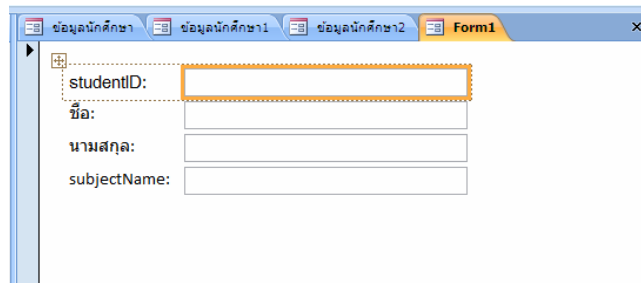 ข้อมูลนักศึกษา ข้อมูลนักศึกษา1 ข้อมูลนักศึกษา2 Form1
studentID:
ชื่อ:
นามสกุล:
subjectName: